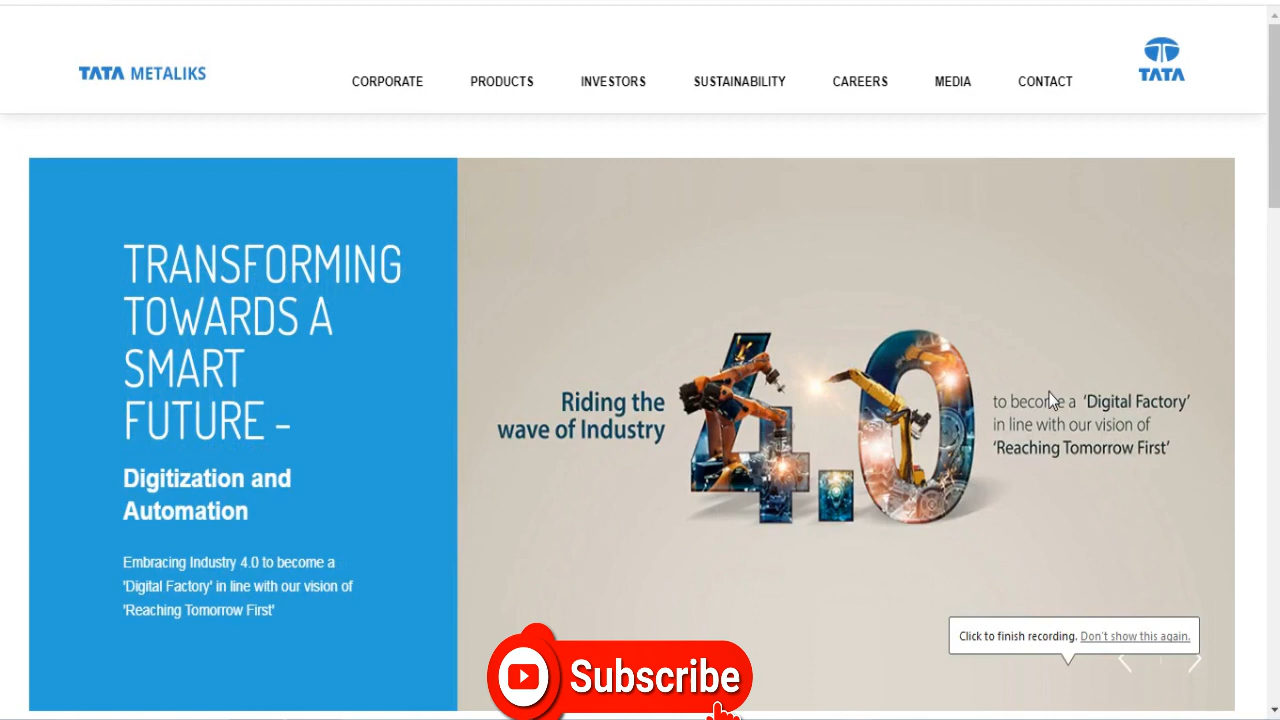 TATA METALIKS
CORPORATE PRODUCTS INVESTORS SUSTAINABILITY CAREERS MEDIA CONTACT
TATA
TRANSFORMING
TOWARDS A
SMART
FUTURE -
Digitization and
Automation
Embracing Industry 4.0 to become a
'Digital Factory' in line with our vision of
'Reaching Tomorrow First'
Riding the
wave of Industry
4.0
to become a 'Digital Factory'
in line with our vision of
'Reaching Tomorrow First'
Click to finish recording. Don't show this again.
Subscribe